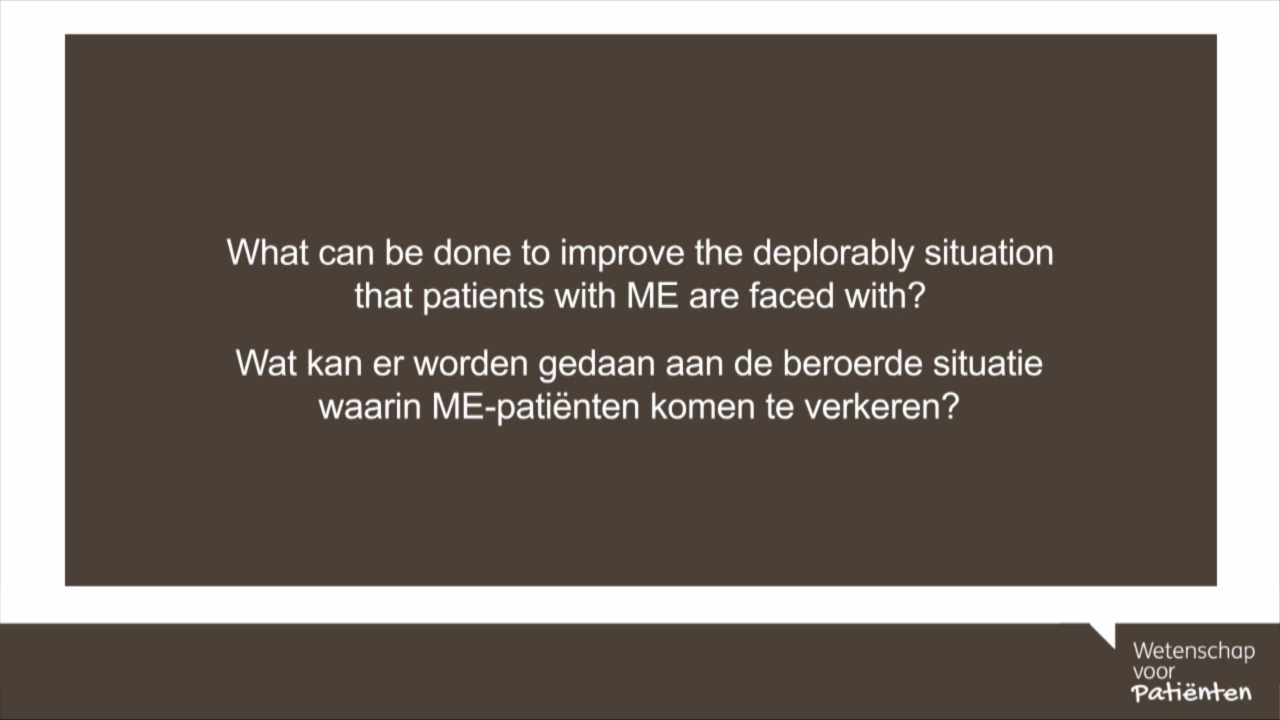 What can be done to improve the deplorably situation
that patients with ME are faced with?
Wat kan er worden gedaan aan de beroerde situatie
waarin ME-patiënten komen te verkeren?
Wetenschap
voor
Patiënten